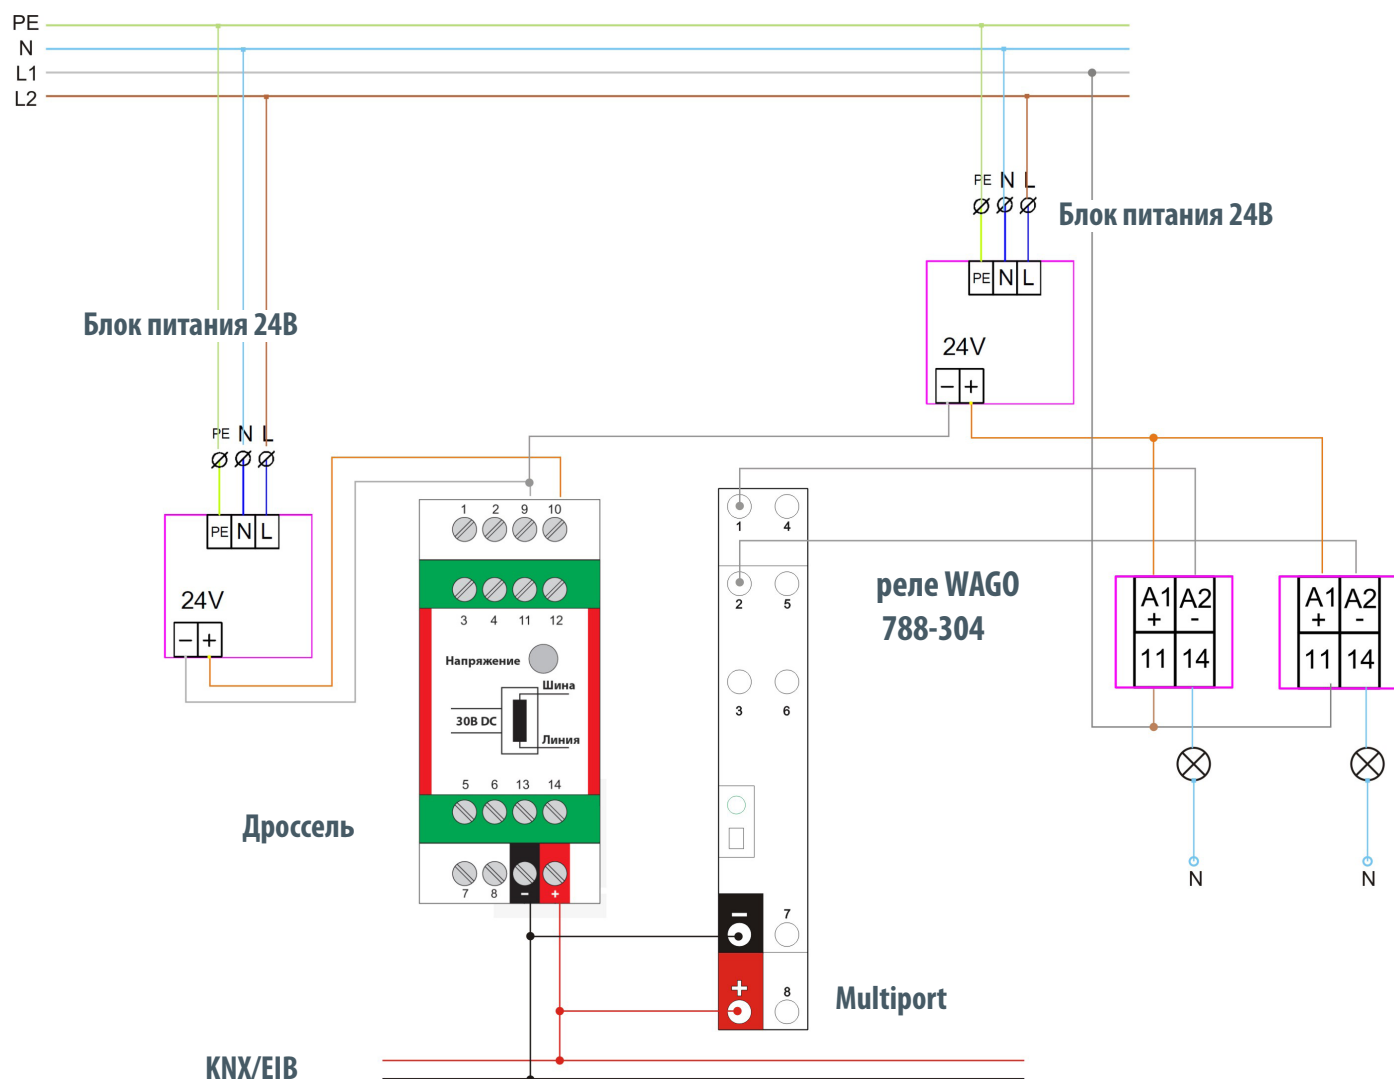 PE
N
L1
L2
PE N L
Блок питания 24В
PE N L
24V
− +
Блок питания 24В
PE N L
PE N L
24V
− +
1 2 9 10
3 4 11 12
Напряжение
Шина
30В DC
Линия
5 6 13 14
7 8 − +
Дроссель
1 4
2 5
3 6
− 7
+ 8
Multiport
реле WAGO
788-304
A1 A2
+ -
11 14
N
A1 A2
+ -
11 14
N
KNX/EIB